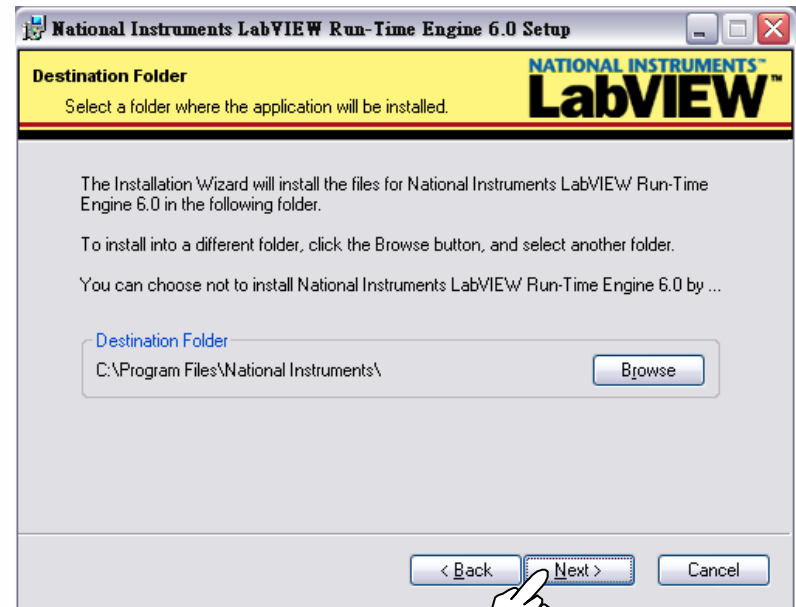 National Instruments LabVIEW Run-Time Engine 6.0 Setup
Destination Folder
Select a folder where the application will be installed.
NATIONAL INSTRUMENTS™
LabVIEW™
The Installation Wizard will install the files for National Instruments LabVIEW Run-Time
Engine 6.0 in the following folder.
To install into a different folder, click the Browse button, and select another folder.
You can choose not to install National Instruments LabVIEW Run-Time Engine 6.0 by ...
Destination Folder
C:\Program Files\National Instruments\
Browse
< Back
Next >
Cancel